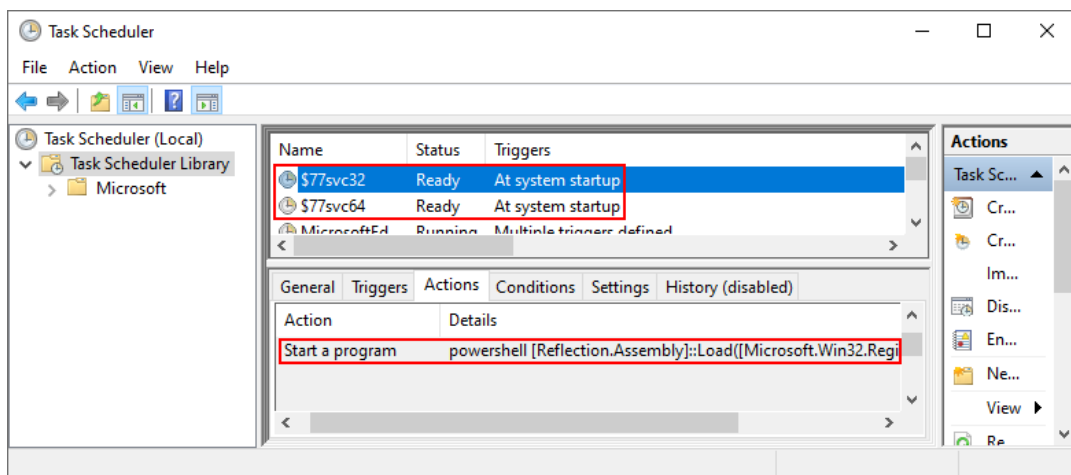 Task Scheduler
File Action View Help
Task Scheduler (Local)
Task Scheduler Library
Microsoft
Name Status Triggers
$77svc32 Ready At system startup
$77svc64 Ready At system startup
MicrosoftEd Running Multiple triggers defined
General Triggers Actions Conditions Settings History (disabled)
Action Details
Start a program powershell [Reflection.Assembly]::Load([Microsoft.Win32.Regi
Actions
Task Sc...
Cr...
Cr...
Im...
Dis...
En...
Ne...
View
Re